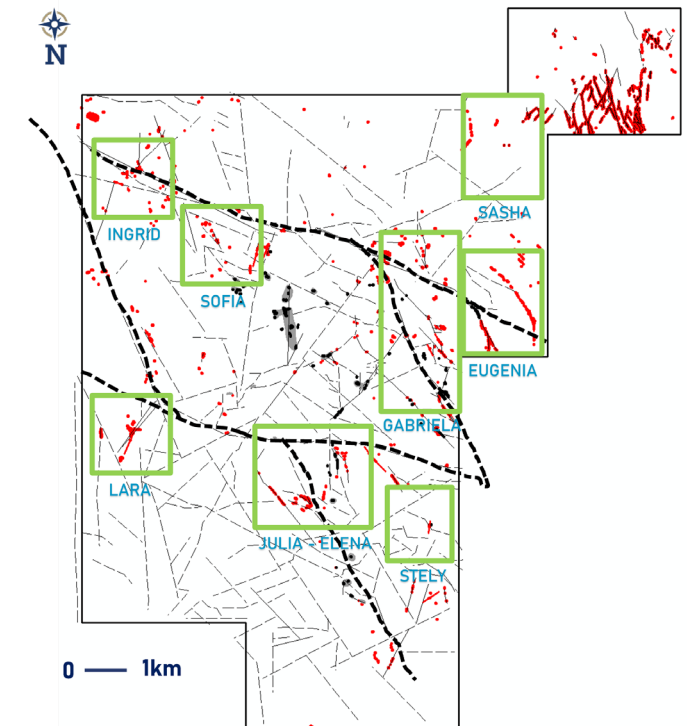 N
SASHA
INGRID
SOFIA
EUGENIA
GABRIELA
LARA
JULIA - ELENA
STELY
0 1km